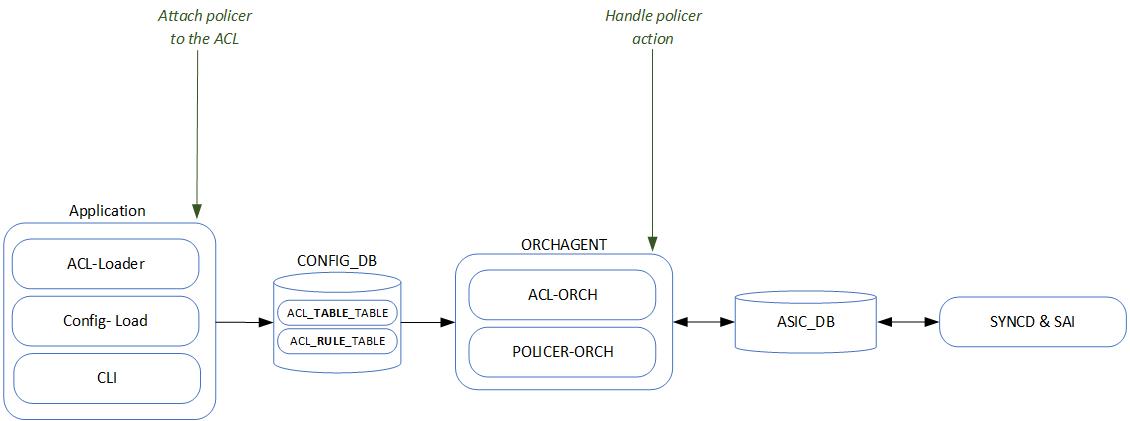 Attach policer
to the ACL
Handle policer
action
Application
ACL-Loader
Config- Load
CLI
CONFIG_DB
ACL_TABLE_TABLE
ACL_RULE_TABLE
ORCHAGENT
ACL-ORCH
POLICER-ORCH
ASIC_DB
SYNCD & SAI